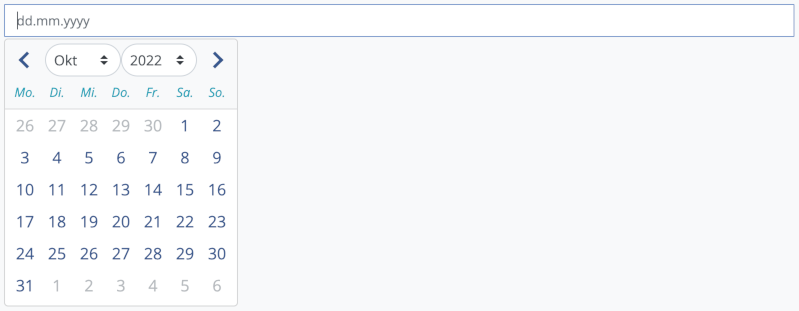 dd.mm.yyyy
Okt 2022
Mo. Di. Mi. Do. Fr. Sa. So.
26 27 28 29 30 1 2
3 4 5 6 7 8 9
10 11 12 13 14 15 16
17 18 19 20 21 22 23
24 25 26 27 28 29 30
31 1 2 3 4 5 6